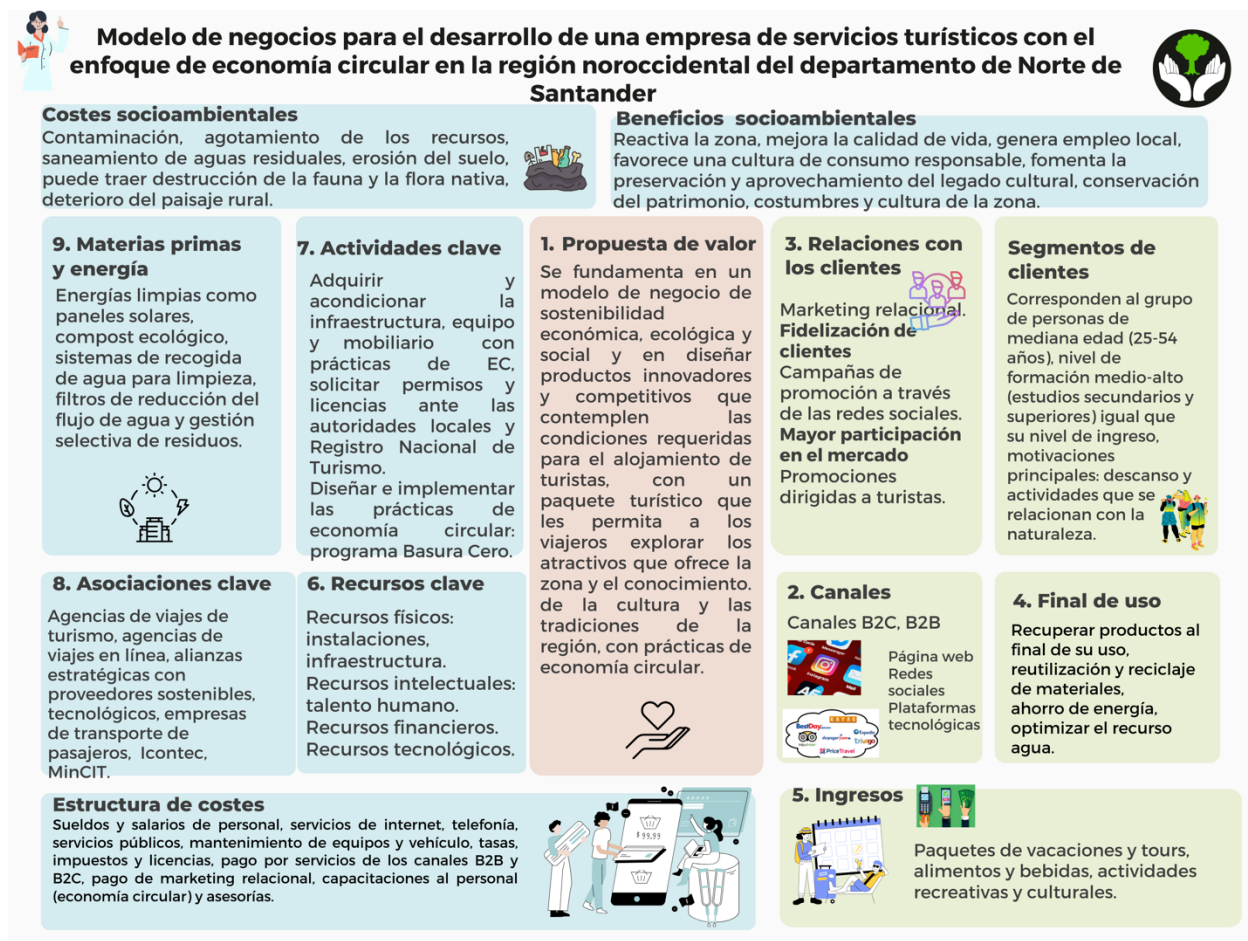 Modelo de negocios para el desarrollo de una empresa de servicios turísticos con el
enfoque de economía circular en la región noroccidental del departamento de Norte de
Santander
Costes socioambientales
Contaminación, agotamiento de los recursos,
saneamiento de aguas residuales, erosión del suelo,
puede traer destrucción de la fauna y la flora nativa,
deterioro del paisaje rural.
Beneficios socioambientales
Reactiva la zona, mejora la calidad de vida, genera empleo local,
favorece una cultura de consumo responsable, fomenta la
preservación y aprovechamiento del legado cultural, conservación
del patrimonio, costumbres y cultura de la zona.
9. Materias primas
y energía
Energías limpias como
paneles solares,
compost ecológico,
sistemas de recogida
de agua para limpieza,
filtros de reducción del
flujo de agua y gestión
selectiva de residuos.
7. Actividades clave
Adquirir y
acondicionar la
infraestructura, equipo
y mobiliario con
prácticas de EC,
solicitar permisos y
licencias ante las
autoridades locales y
Registro Nacional de
Turismo.
Diseñar e implementar
las prácticas de
economía circular:
programa Basura Cero.
1. Propuesta de valor
Se fundamenta en un
modelo de negocio de
sostenibilidad
económica, ecológica y
social y en diseñar
productos innovadores
y competitivos que
contemplen las
condiciones requeridas
para el alojamiento de
turistas, con un
paquete turístico que
les permita a los
viajeros explorar los
atractivos que ofrece la
zona y el conocimiento.
de la cultura y las
tradiciones de la
región, con prácticas de
economía circular.
3. Relaciones con
los clientes
Marketing relacional.
Fidelización de
clientes
Campañas de
promoción a través
de las redes sociales.
Mayor participación
en el mercado
Promociones
dirigidas a turistas.
Segmentos de
clientes
Corresponden al grupo
de personas de
mediana edad (25-54
años), nivel de
formación medio-alto
(estudios secundarios y
superiores) igual que
su nivel de ingreso,
motivaciones
principales: descanso y
actividades que se
relacionan con la
naturaleza.
8. Asociaciones clave
Agencias de viajes de
turismo, agencias de
viajes en línea, alianzas
estratégicas con
proveedores sostenibles,
tecnológicos, empresas
de transporte de
pasajeros, Icontec,
MinCIT.
6. Recursos clave
Recursos físicos:
instalaciones,
infraestructura.
Recursos intelectuales:
talento humano.
Recursos financieros.
Recursos tecnológicos.
2. Canales
Canales B2C, B2B
Instagram
BestDay
Expedia
trivago
PriceTravel
Página web
Redes
sociales
Plataformas
tecnológicas
4. Final de uso
Recuperar productos al
final de su uso,
reutilización y reciclaje
de materiales,
ahorro de energía,
optimizar el recurso
agua.
Estructura de costes
Sueldos y salarios de personal, servicios de internet, telefonía,
servicios públicos, mantenimiento de equipos y vehículo, tasas,
impuestos y licencias, pago por servicios de los canales B2B y
B2C, pago de marketing relacional, capacitaciones al personal
(economía circular) y asesorías.
$ 99,99
5. Ingresos
Paquetes de vacaciones y tours,
alimentos y bebidas, actividades
recreativas y culturales.